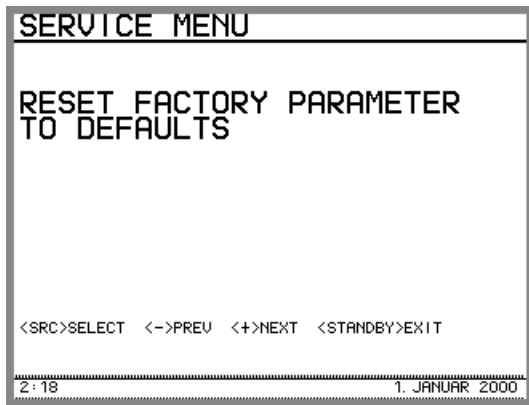 SERVICE MENU
RESET FACTORY PARAMETER
TO DEFAULTS
<SRC>SELECT <->PREV <+>NEXT <STANDBY>EXIT
2:18 1. JANUAR 2000